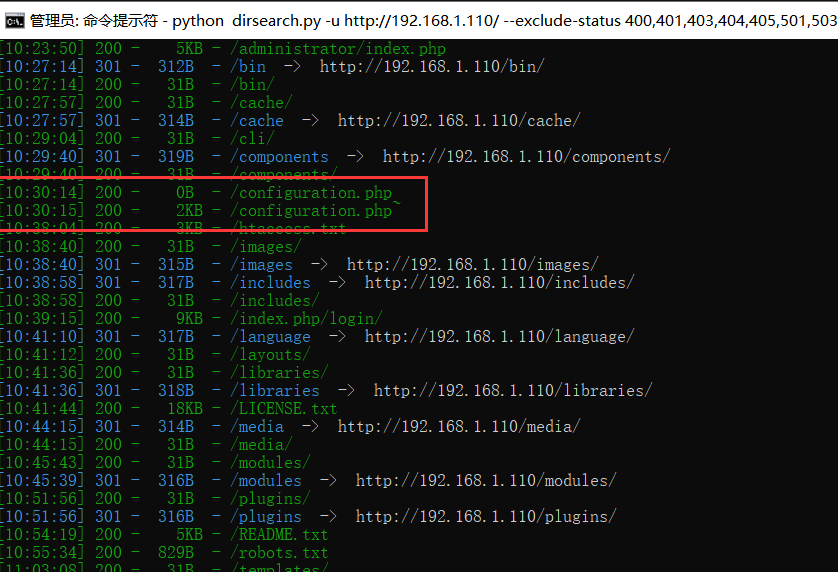 管理员: 命令提示符 - python dirsearch.py -u http://192.168.1.110/ --exclude-status 400,401,403,404,405,501,503
[10:23:50] 200 - 5KB - /administrator/index.php
[10:27:14] 301 - 312B - /bin -> http://192.168.1.110/bin/
[10:27:14] 200 - 31B - /bin/
[10:27:57] 200 - 31B - /cache/
[10:27:57] 301 - 314B - /cache -> http://192.168.1.110/cache/
[10:29:04] 200 - 31B - /cli/
[10:29:40] 301 - 319B - /components -> http://192.168.1.110/components/
[10:29:40] 200 - 31B - /components/
[10:30:14] 200 - 0B - /configuration.php
[10:30:15] 200 - 2KB - /configuration.php~
[10:38:04] 200 - 3KB - /htaccess.txt
[10:38:40] 200 - 31B - /images/
[10:38:40] 301 - 315B - /images -> http://192.168.1.110/images/
[10:38:58] 301 - 317B - /includes -> http://192.168.1.110/includes/
[10:38:58] 200 - 31B - /includes/
[10:39:15] 200 - 9KB - /index.php/login/
[10:41:10] 301 - 317B - /language -> http://192.168.1.110/language/
[10:41:12] 200 - 31B - /layouts/
[10:41:36] 200 - 31B - /libraries/
[10:41:36] 301 - 318B - /libraries -> http://192.168.1.110/libraries/
[10:41:44] 200 - 18KB - /LICENSE.txt
[10:44:15] 301 - 314B - /media -> http://192.168.1.110/media/
[10:44:15] 200 - 31B - /media/
[10:45:43] 200 - 31B - /modules/
[10:45:39] 301 - 316B - /modules -> http://192.168.1.110/modules/
[10:51:56] 200 - 31B - /plugins/
[10:51:56] 301 - 316B - /plugins -> http://192.168.1.110/plugins/
[10:54:19] 200 - 5KB - /README.txt
[10:55:34] 200 - 829B - /robots.txt
[11:03:08] 200 - 31B - /templates/